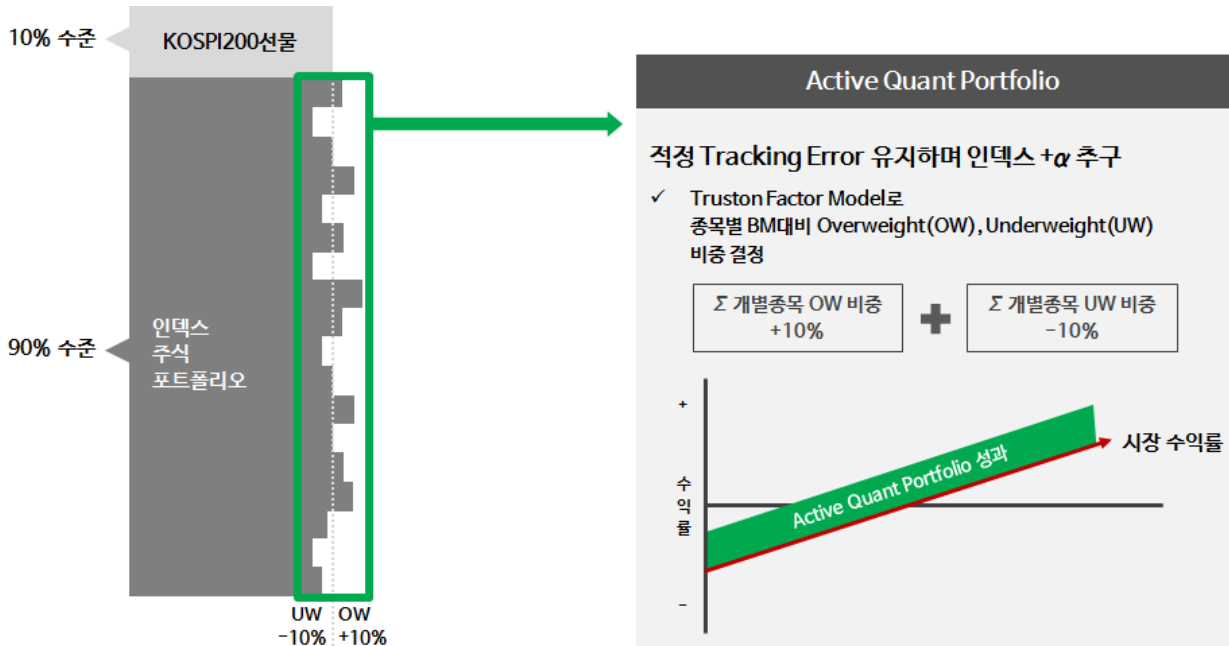 10% 수준
KOSPI200선물
90% 수준
인덱스
주식
포트폴리오
UW OW
-10% +10%
Active Quant Portfolio
적정 Tracking Error 유지하며 인덱스 +α 추구
✓ Truston Factor Model로
종목별 BM대비 Overweight(OW), Underweight(UW)
비중 결정
Σ 개별종목 OW 비중
+10%
Σ 개별종목 UW 비중
-10%
+
수
익
률
-
Active Quant Portfolio 성과
시장 수익률